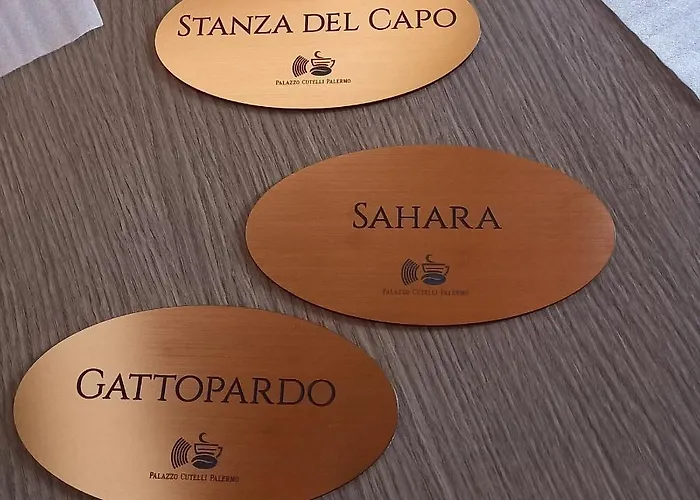 STANZA DEL CAPO
PALAZZO CUTELLI PALERMO
SAHARA
PALAZZO CUTELLI PALERMO
GATTOPARDO
PALAZZO CUTELLI PALERMO